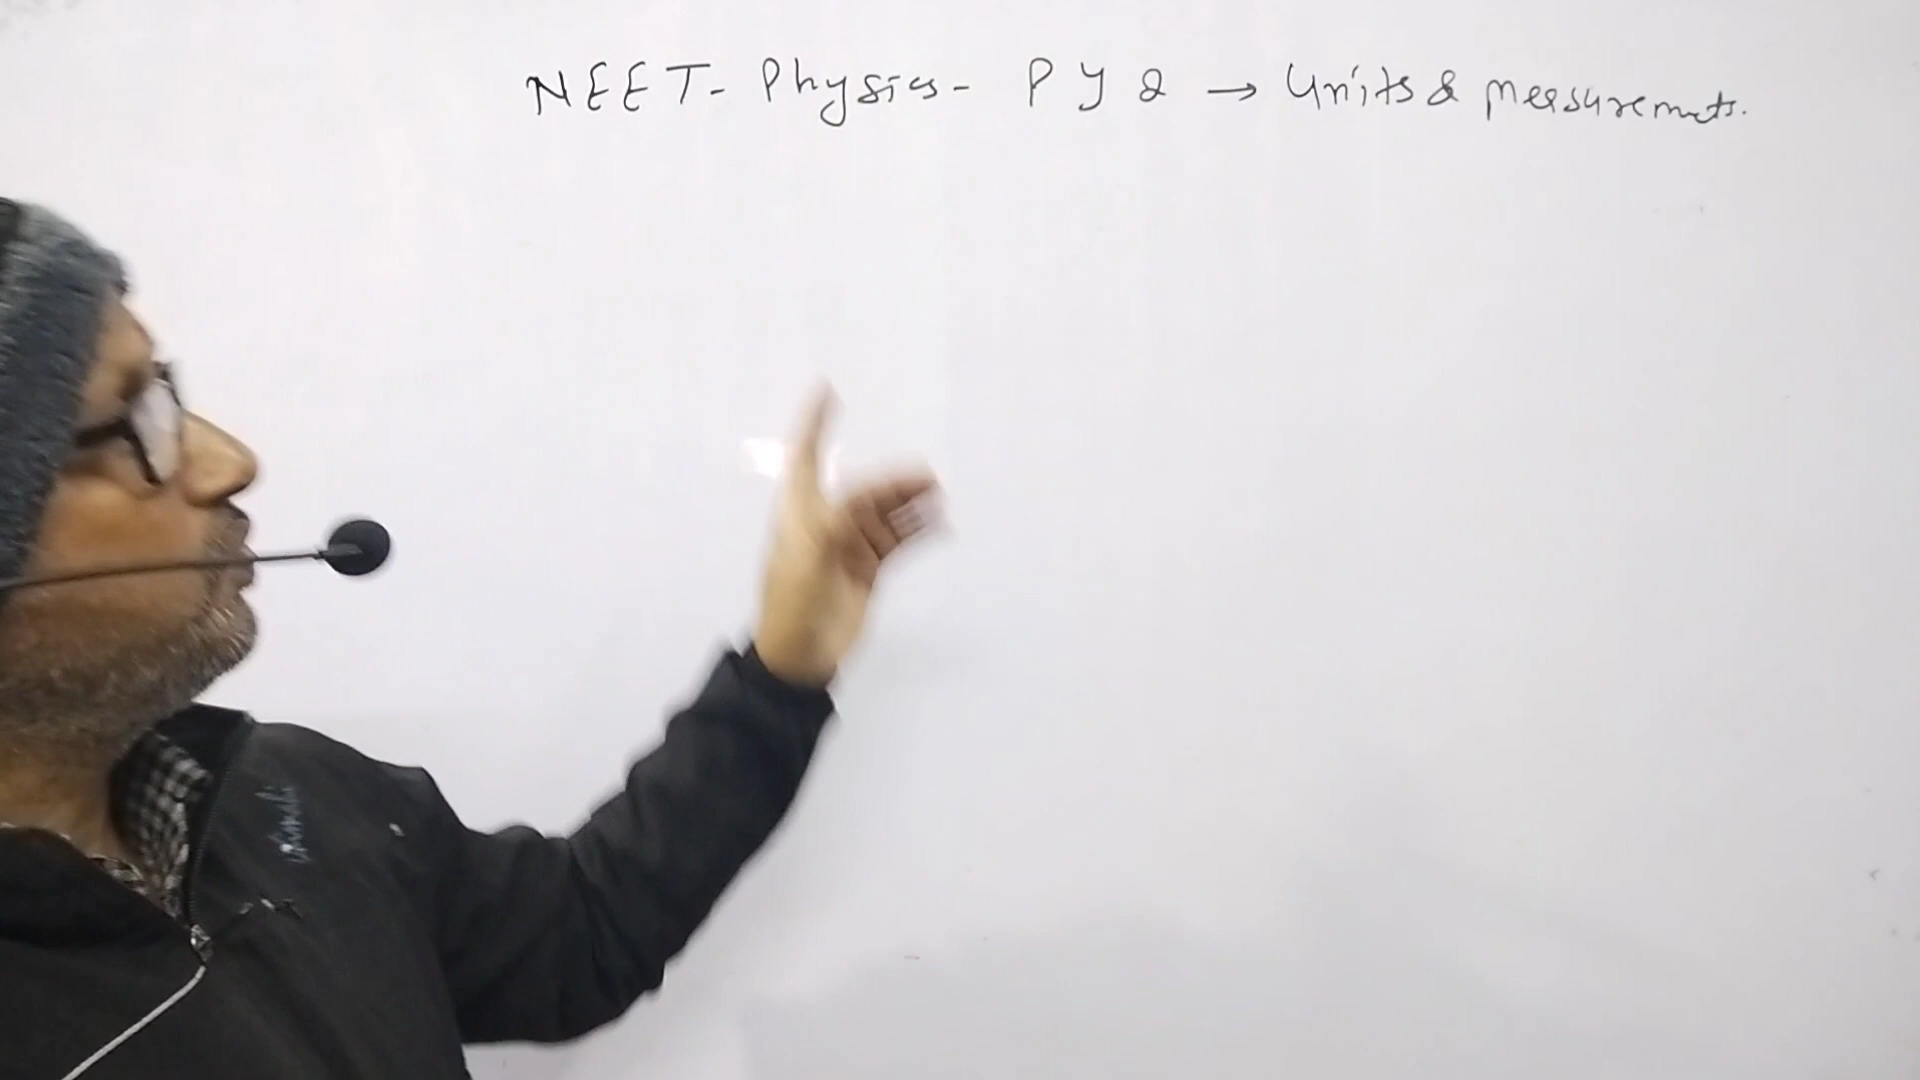 NEET- Physics- PYQ → Units & measurements.